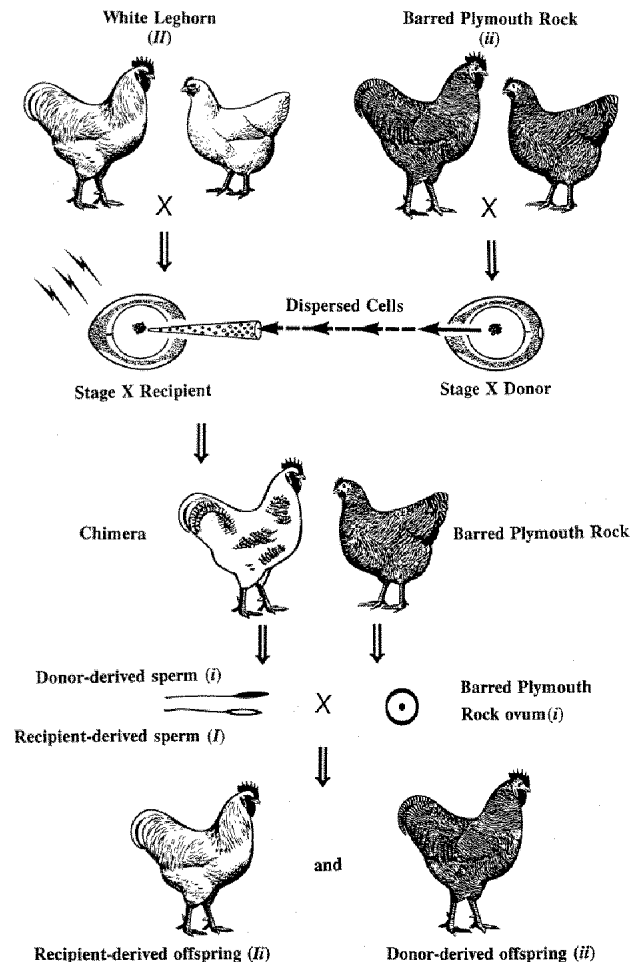 White Leghorn
(II)
Barred Plymouth Rock
(ii)
X
X
Dispersed Cells
Stage X Recipient
Stage X Donor
Chimera
Barred Plymouth Rock
Donor-derived sperm (i)
Recipient-derived sperm (I)
X
Barred Plymouth
Rock ovum(i)
and
Recipient-derived offspring (Ii)
Donor-derived offspring (ii)